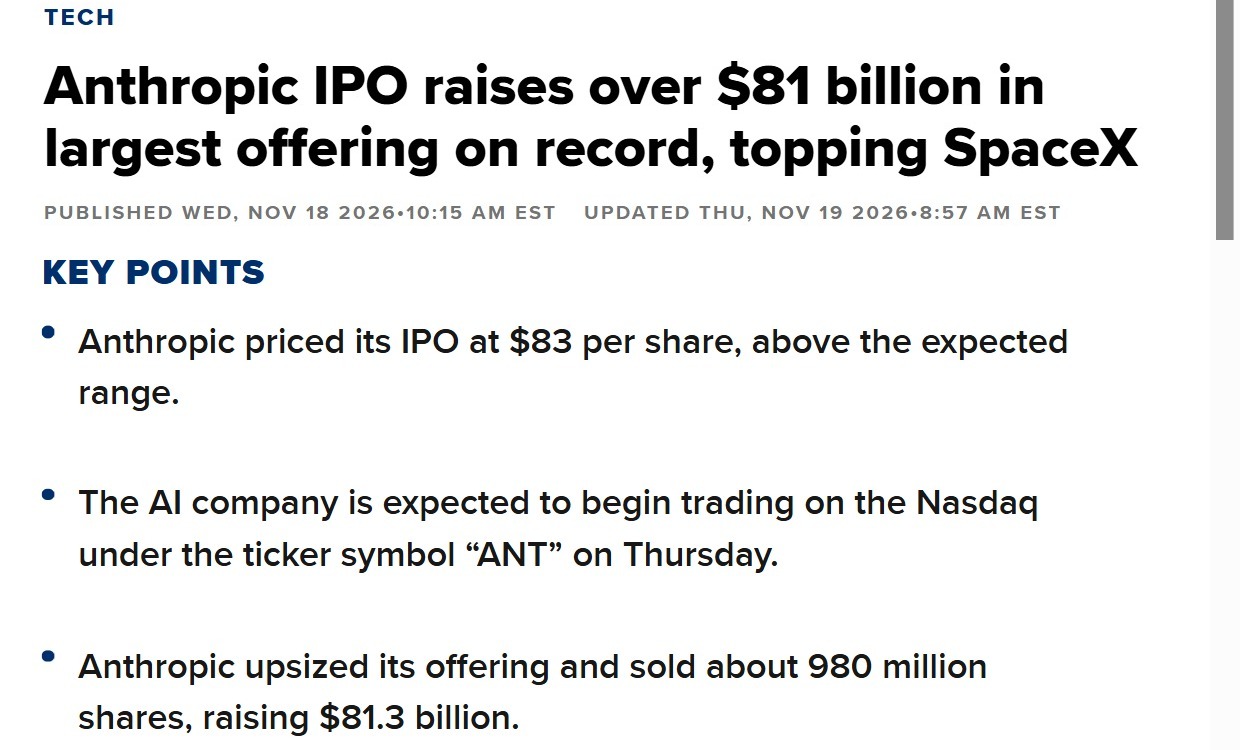 TECH
Anthropic IPO raises over $81 billion in
largest offering on record, topping SpaceX
PUBLISHED WED, NOV 18 2026•10:15 AM EST UPDATED THU, NOV 19 2026•8:57 AM EST
KEY POINTS
• Anthropic priced its IPO at $83 per share, above the expected
range.
• The AI company is expected to begin trading on the Nasdaq
under the ticker symbol “ANT” on Thursday.
• Anthropic upsized its offering and sold about 980 million
shares, raising $81.3 billion.